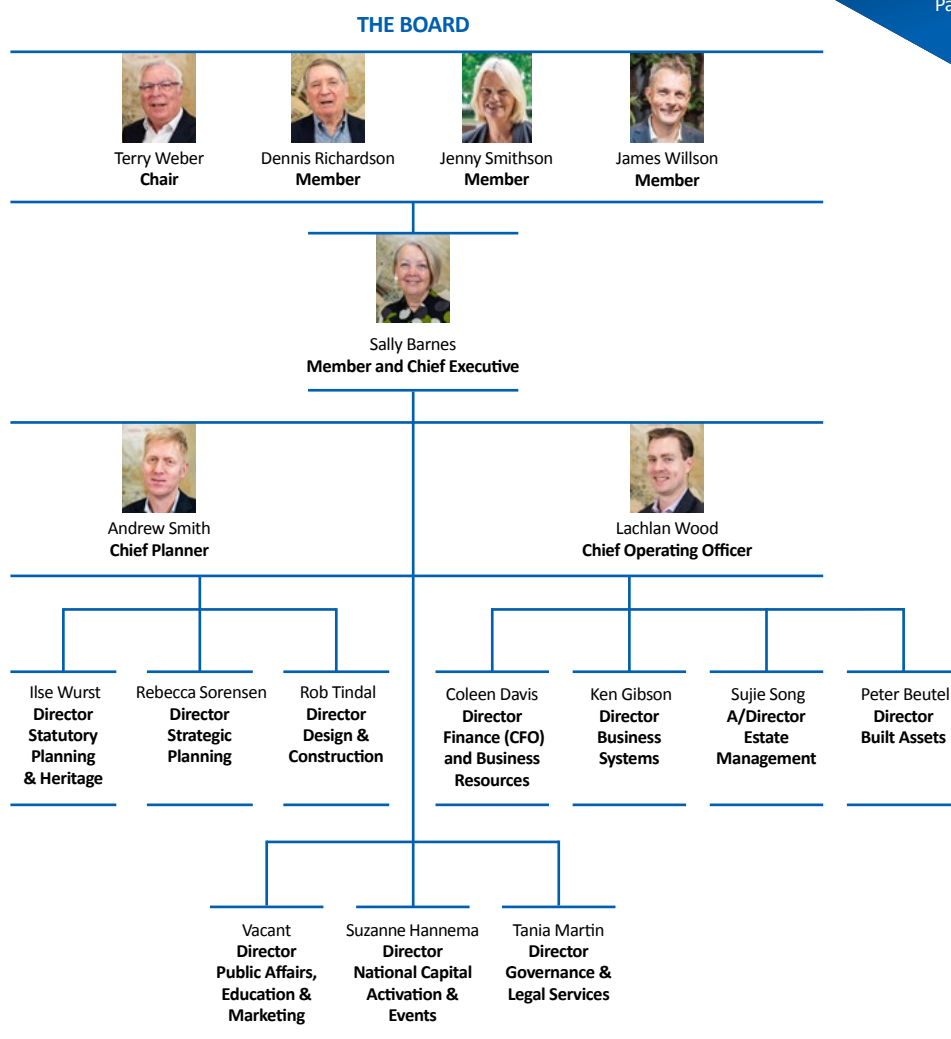 Pa
THE BOARD
Terry Weber
Chair
Dennis Richardson
Member
Jenny Smithson
Member
James Willson
Member
Sally Barnes
Member and Chief Executive
Andrew Smith
Chief Planner
Lachlan Wood
Chief Operating Officer
Ilse Wurst
Director
Statutory
Planning
& Heritage
Rebecca Sorensen
Director
Strategic
Planning
Rob Tindal
Director
Design &
Construction
Coleen Davis
Director
Finance (CFO)
and Business
Resources
Ken Gibson
Director
Business
Systems
Sujie Song
A/Director
Estate
Management
Peter Beutel
Director
Built Assets
Vacant
Director
Public Affairs,
Education &
Marketing
Suzanne Hannema
Director
National Capital
Activation &
Events
Tania Martin
Director
Governance &
Legal Services